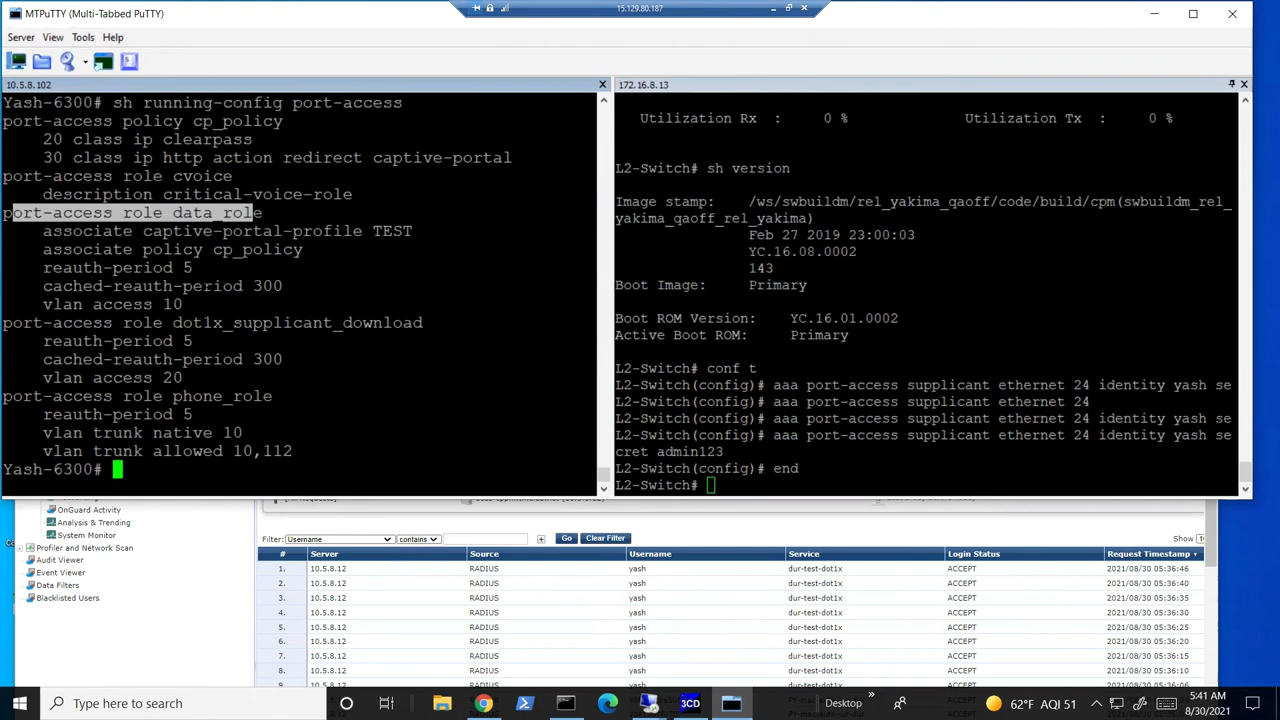 15.129.80.187
MTPuTTY (Multi-Tabbed PuTTY)
Server View Tools Help
10.5.8.102
Yash-6300# sh running-config port-access
port-access policy cp_policy
20 class ip clearpass
30 class ip http action redirect captive-portal
port-access role cvoice
description critical-voice-role
port-access role data_role
associate captive-portal-profile TEST
associate policy cp_policy
reauth-period 5
cached-reauth-period 300
vlan access 10
port-access role dot1x_supplicant_download
reauth-period 5
cached-reauth-period 300
vlan access 20
port-access role phone_role
reauth-period 5
vlan trunk native 10
vlan trunk allowed 10,112
Yash-6300#
172.16.8.13
Utilization Rx : 0 % Utilization Tx : 0 %
L2-Switch# sh version
Image stamp: /ws/swbuildm/rel_yakima_qaoff/code/build/cpm(swbuildm_rel_
yakima_qaoff_rel_yakima)
Feb 27 2019 23:00:03
YC.16.08.0002
143
Boot Image: Primary
Boot ROM Version: YC.16.01.0002
Active Boot ROM: Primary
L2-Switch# conf t
L2-Switch(config)# aaa port-access supplicant ethernet 24 identity yash se
L2-Switch(config)# aaa port-access supplicant ethernet 24
L2-Switch(config)# aaa port-access supplicant ethernet 24 identity yash se
L2-Switch(config)# aaa port-access supplicant ethernet 24 identity yash se
cret admin123
L2-Switch(config)# end
L2-Switch#
OnGuard Activity
Analysis & Trending
System Monitor
Profiler and Network Scan
Audit Viewer
Event Viewer
Data Filters
Blacklisted Users
Filter: Username contains Go Clear Filter Show
# Server Source Username Service Login Status Request Timestamp
1. 10.5.8.12 RADIUS yash dur-test-dot1x ACCEPT 2021/08/30 05:36:46
2. 10.5.8.12 RADIUS yash dur-test-dot1x ACCEPT 2021/08/30 05:36:40
3. 10.5.8.12 RADIUS yash dur-test-dot1x ACCEPT 2021/08/30 05:36:35
4. 10.5.8.12 RADIUS yash dur-test-dot1x ACCEPT 2021/08/30 05:36:30
5. 10.5.8.12 RADIUS yash dur-test-dot1x ACCEPT 2021/08/30 05:36:25
6. 10.5.8.12 RADIUS yash dur-test-dot1x ACCEPT 2021/08/30 05:36:20
7. 10.5.8.12 RADIUS yash dur-test-dot1x ACCEPT 2021/08/30 05:36:15
8. 10.5.8.12 RADIUS yash dur-test-dot1x ACCEPT 2021/08/30 05:36:10
Type here to search
3CD
Desktop
62°F AQI 51
5:41 AM
8/30/2021